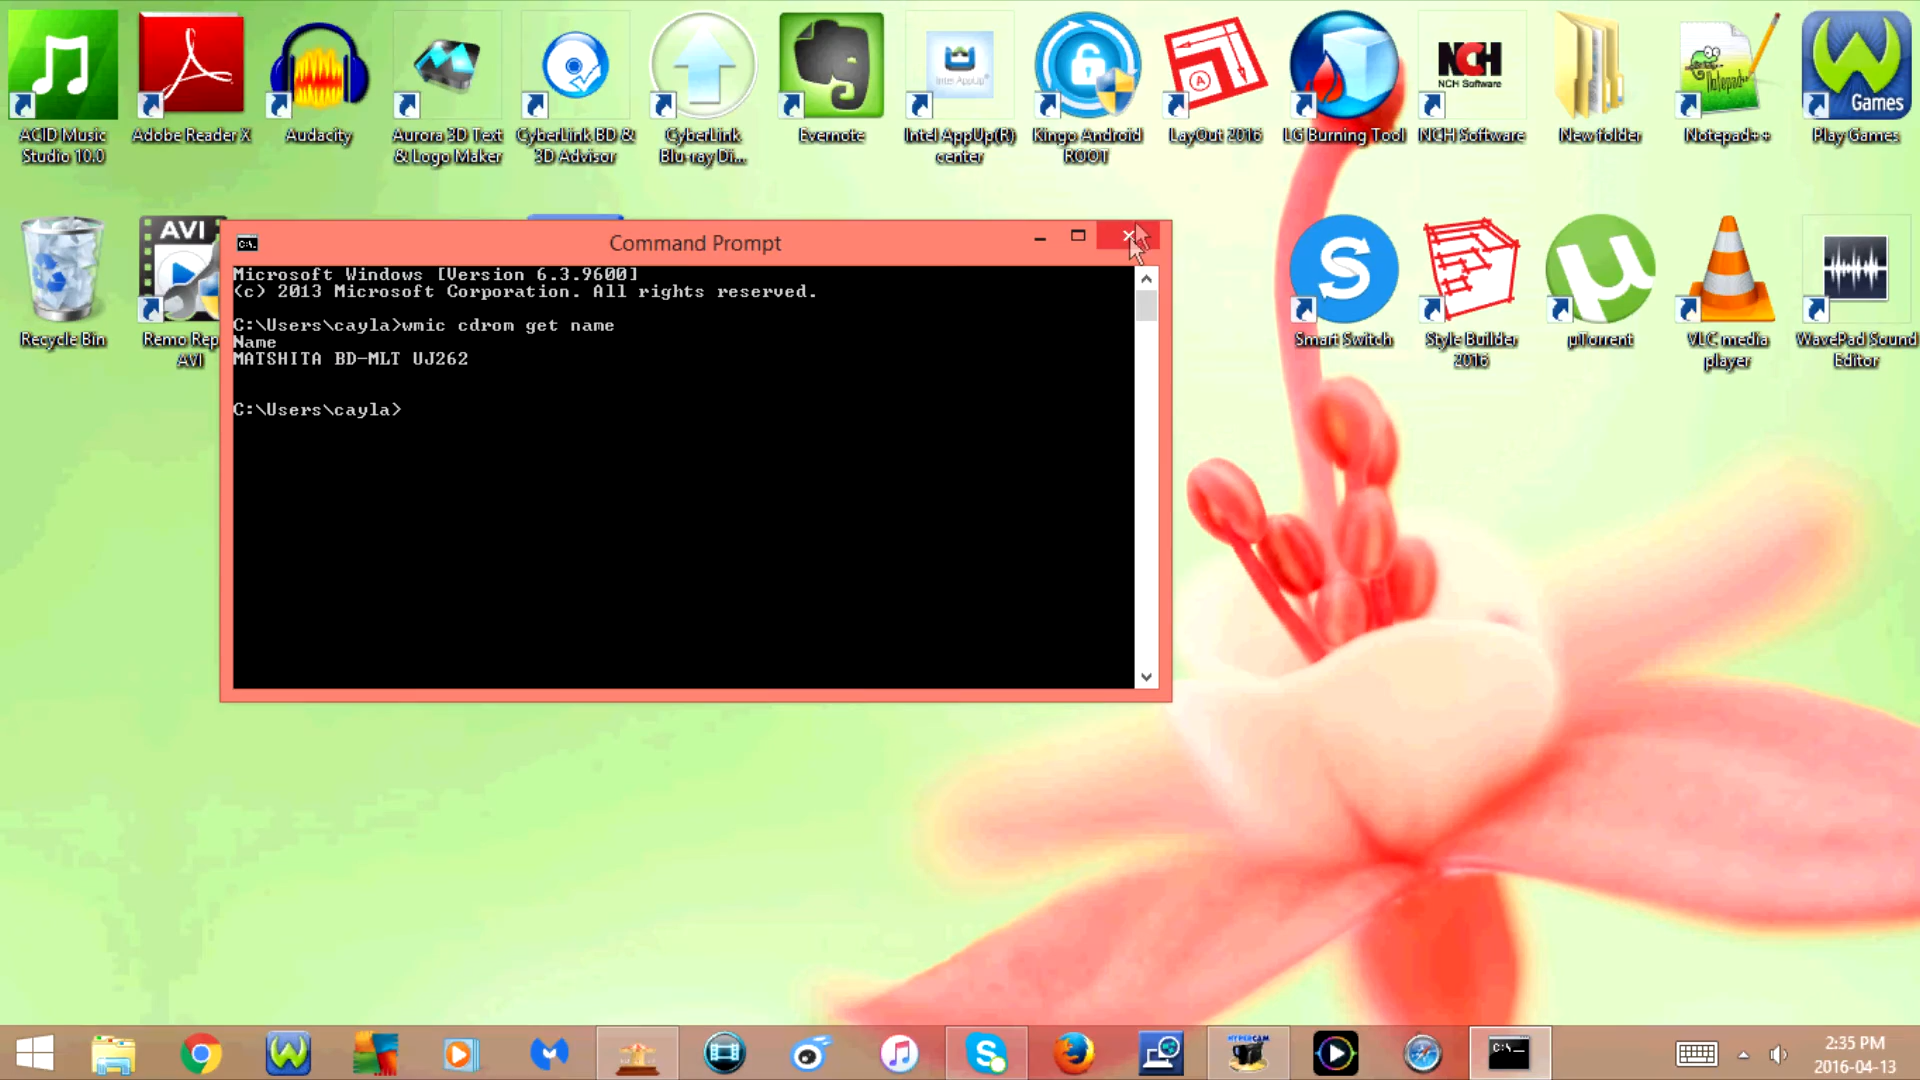 ACID Music
Studio 10.0
Adobe Reader X
Audacity
Aurora 3D Text
& Logo Maker
CyberLink BD &
3D Advisor
CyberLink
Blu-ray Di...
Evernote
Intel AppUp®
Intel AppUp(R)
center
Kingo Android
ROOT
A
LayOut 2016
LG Burning Tool
NCH
NCH Software
NCH Software
New folder
Notepad++
Notepad++
Games
Play Games
Recycle Bin
AVI
Remo Rep
AVI
Smart Switch
Style Builder
2016
µTorrent
VLC media
player
WavePad Sound
Editor
Command Prompt
Microsoft Windows [Version 6.3.9600]
(c) 2013 Microsoft Corporation. All rights reserved.
C:\Users\cayla>wmic cdrom get name
Name
MATSHITA BD-MLT UJ262
C:\Users\cayla>
HYPERCAM
C:\_
2:35 PM
2016-04-13